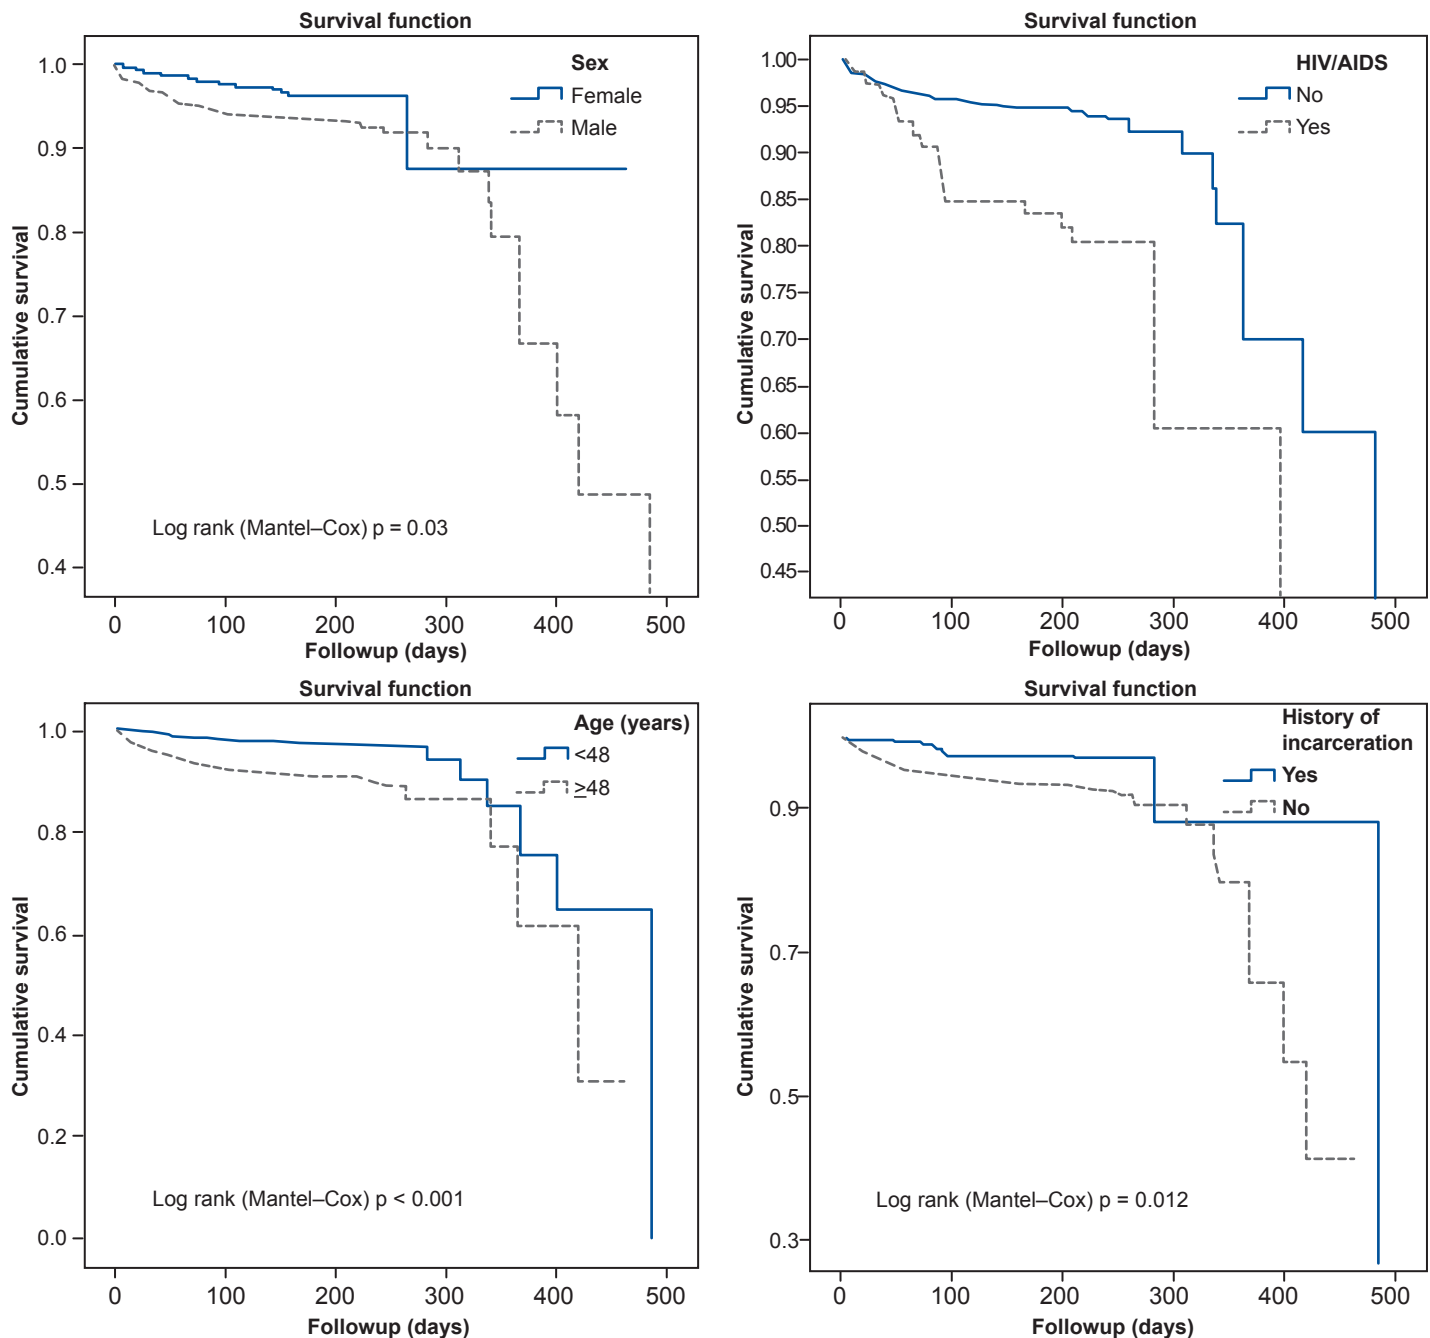 Survival function
Cumulative survival
1.0
0.9
0.8
0.7
0.6
0.5
0.4
Sex
Female
Male
Log rank (Mantel–Cox) p = 0.03
0 100 200 300 400 500
Followup (days)
Survival function
Cumulative survival
1.00
0.95
0.90
0.85
0.80
0.75
0.70
0.65
0.60
0.55
0.50
0.45
HIV/AIDS
No
Yes
0 100 200 300 400 500
Followup (days)
Survival function
Cumulative survival
1.0
0.8
0.6
0.4
0.2
0.0
Age (years)
<48
≥48
Log rank (Mantel–Cox) p < 0.001
0 100 200 300 400 500
Followup (days)
Survival function
Cumulative survival
0.9
0.7
0.5
0.3
History of
incarceration
Yes
No
Log rank (Mantel–Cox) p = 0.012
0 100 200 300 400 500
Followup (days)